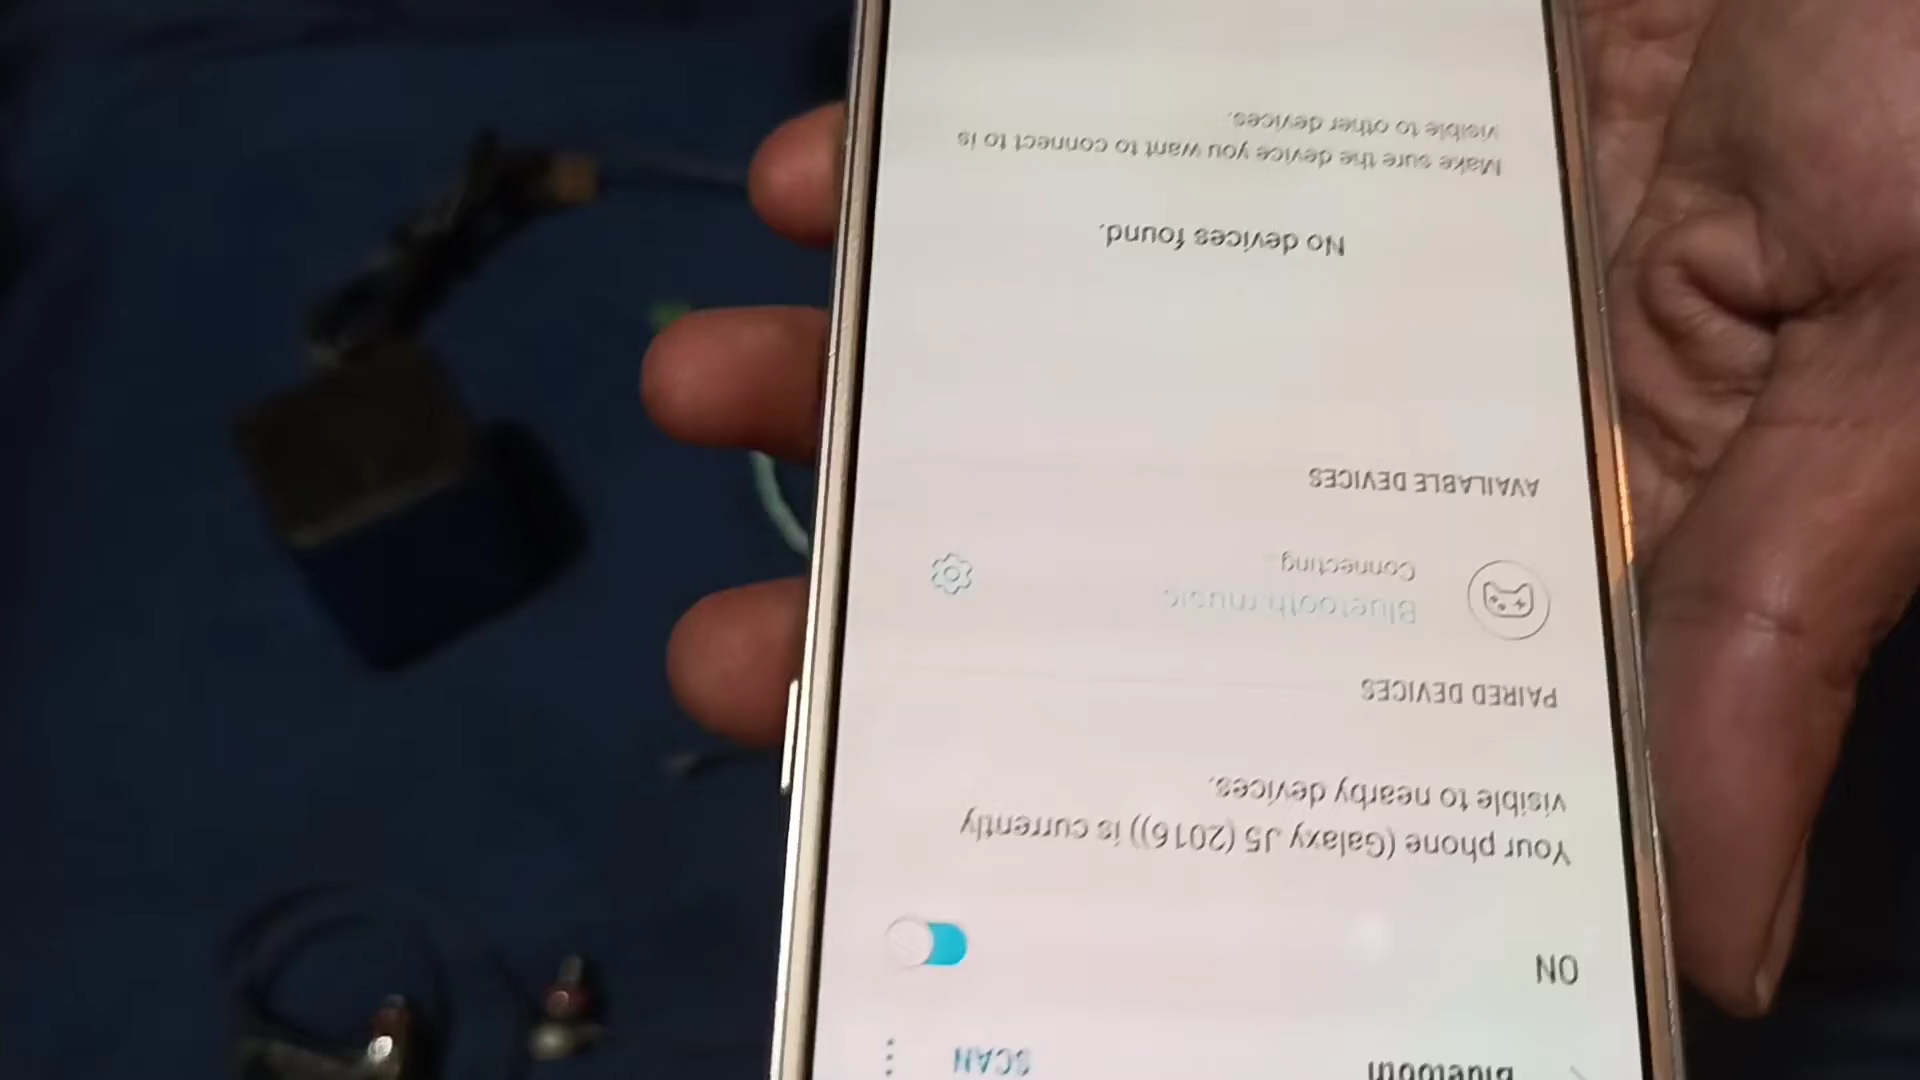 Bluetooth
SCAN
ON
Your phone (Galaxy J5 (2016)) is currently
visible to nearby devices.
PAIRED DEVICES
Bluetooth music
Connecting...
AVAILABLE DEVICES
No devices found.
Make sure the device you want to connect to is
visible to other devices.